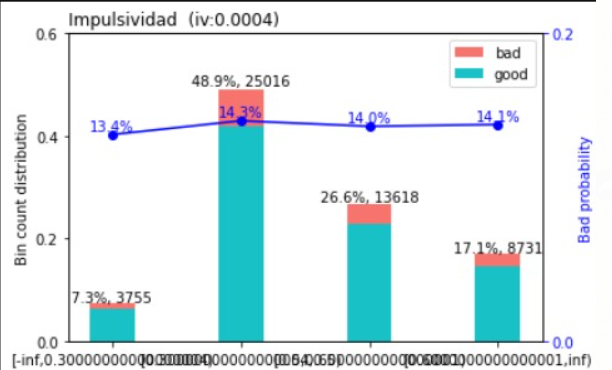 Impulsividad (iv:0.0004)
0.6
0.4
0.2
0.0
Bin count distribution
0.2
0.0
Bad probability
bad
good
48.9%, 25016
13.4%
14.3%
14.0%
14.1%
26.6%, 13618
17.1%, 8731
7.3%, 3755